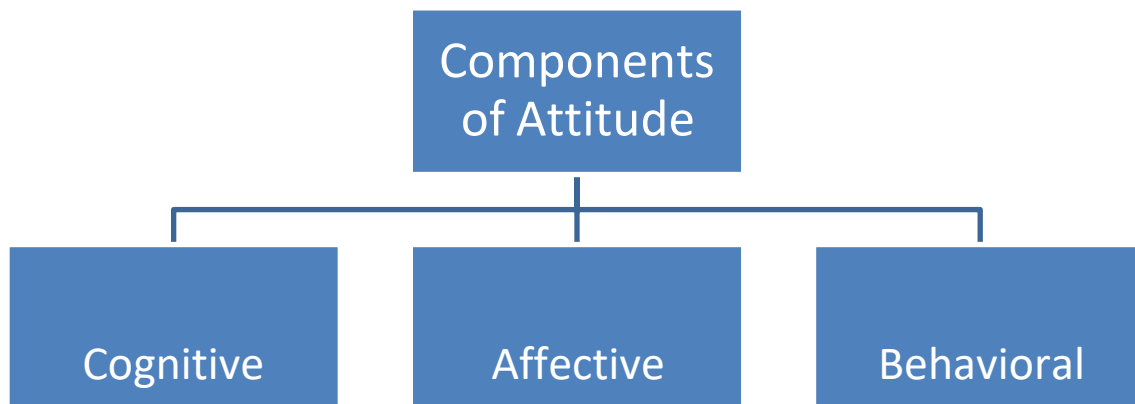 Components
of Attitude
Cognitive
Affective
Behavioral